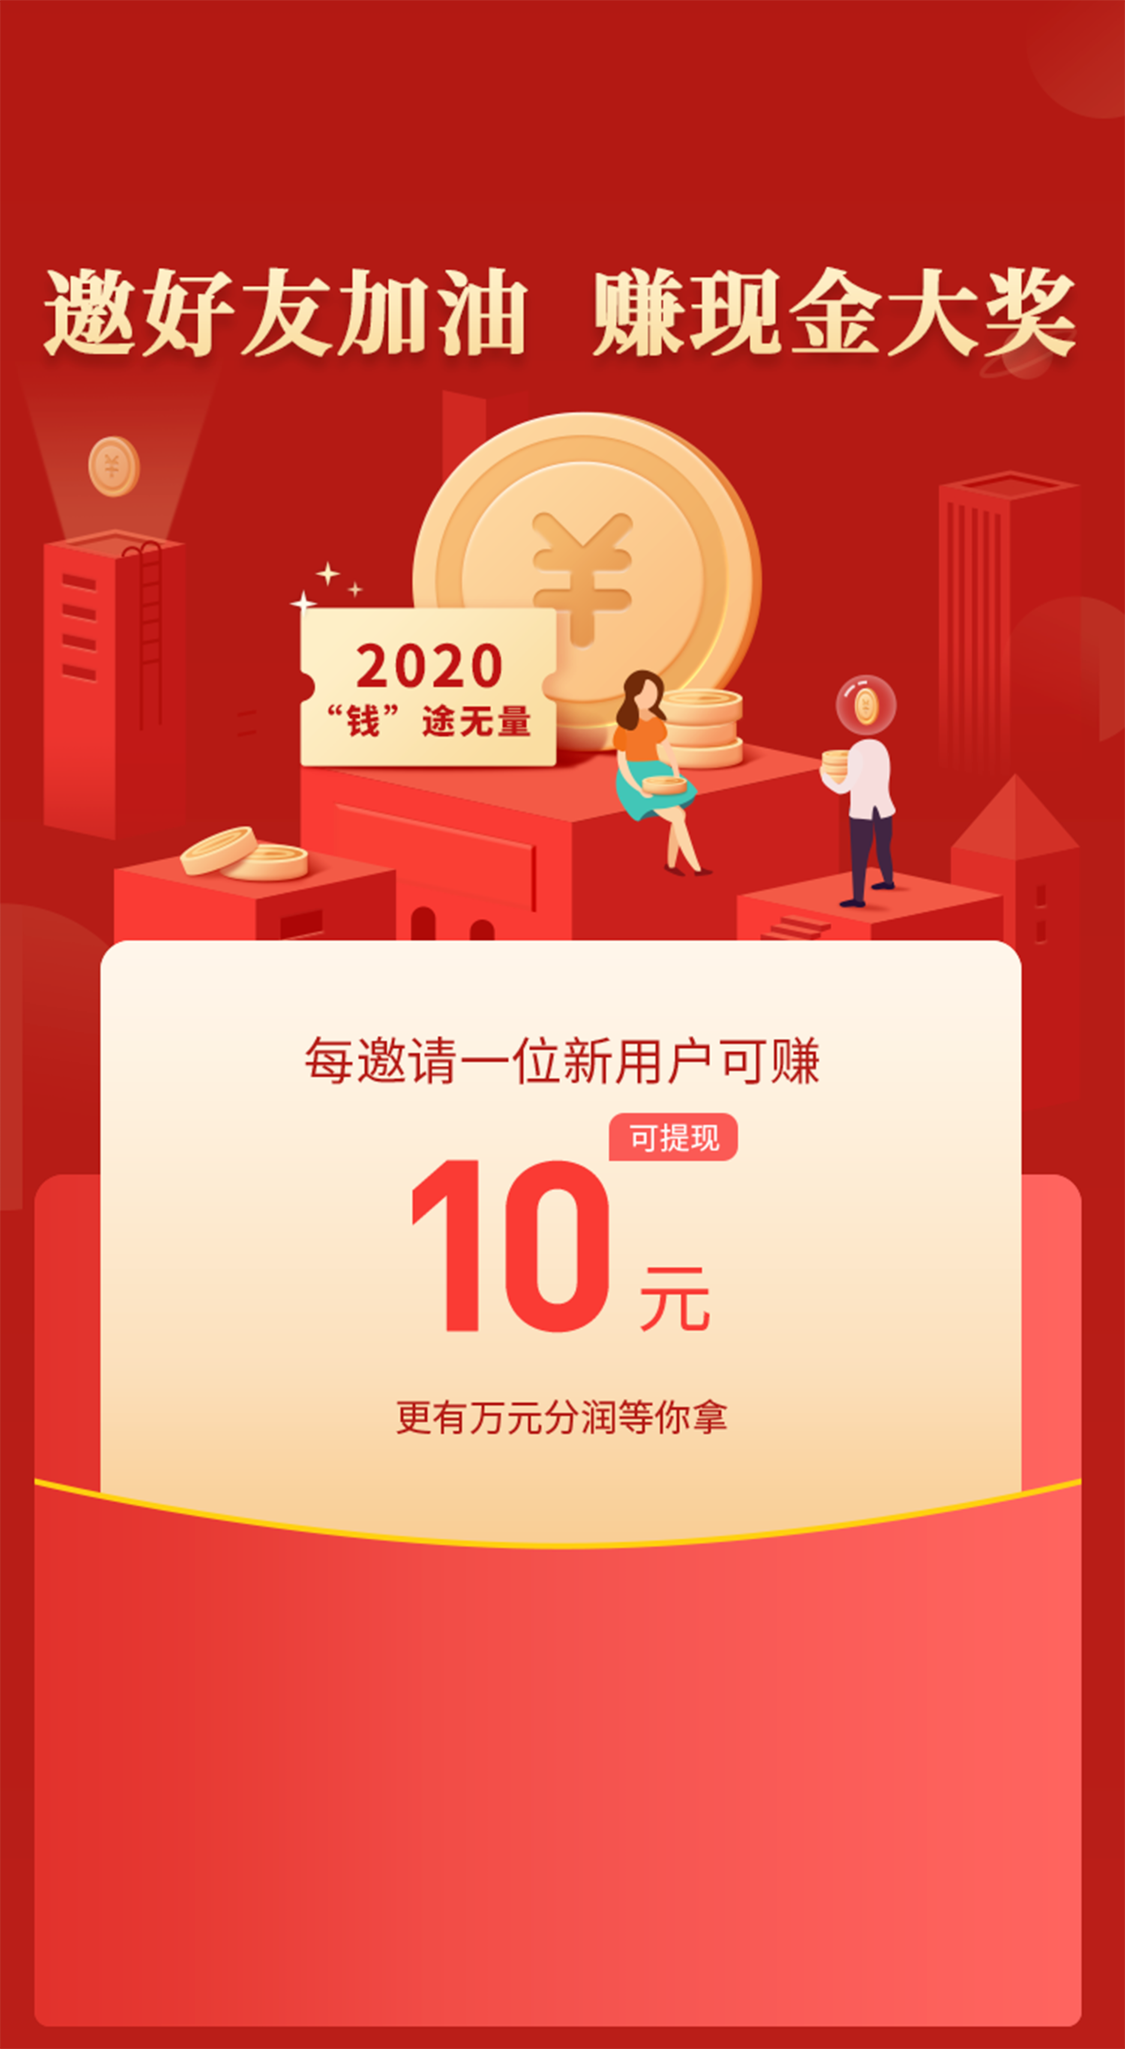 邀好友加油 赚现金大奖
2020
“钱”途无量
每邀请一位新用户可赚
可提现
10元
更有万元分润等你拿